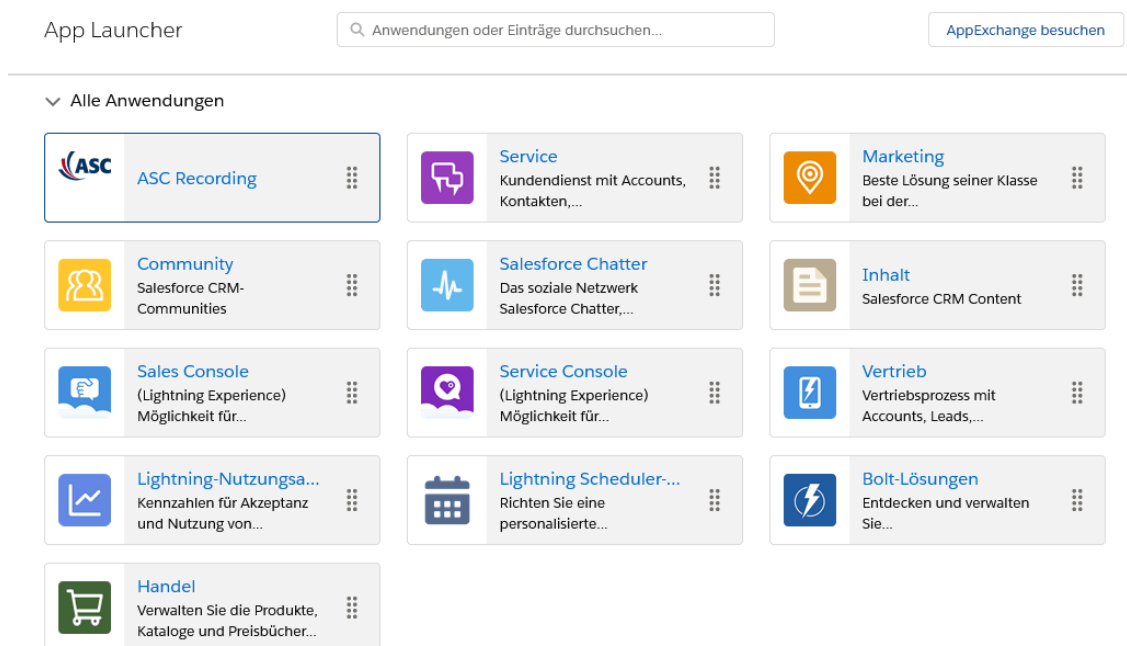 App Launcher
Anwendungen oder Einträge durchsuchen...
AppExchange besuchen
Alle Anwendungen
ASC
ASC Recording
Service
Kundendienst mit Accounts,
Kontakten,...
Marketing
Beste Lösung seiner Klasse
bei der...
Community
Salesforce CRM-
Communities
Salesforce Chatter
Das soziale Netzwerk
Salesforce Chatter,...
Inhalt
Salesforce CRM Content
Sales Console
(Lightning Experience)
Möglichkeit für...
Service Console
(Lightning Experience)
Möglichkeit für...
Vertrieb
Vertriebsprozess mit
Accounts, Leads,...
Lightning-Nutzungsa...
Kennzahlen für Akzeptanz
und Nutzung von...
Lightning Scheduler-...
Richten Sie eine
personalisierte...
Bolt-Lösungen
Entdecken und verwalten
Sie...
Handel
Verwalten Sie die Produkte,
Kataloge und Preisbücher...